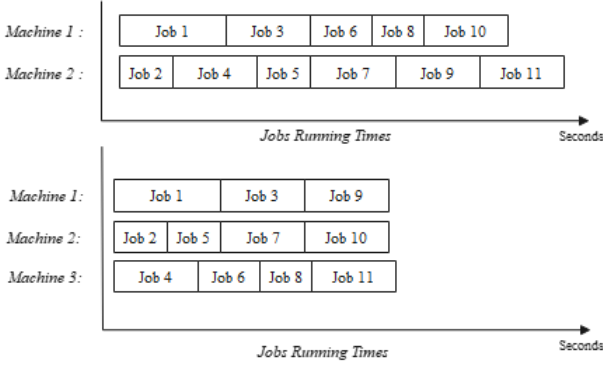 Machine 1 : Job 1 Job 3 Job 6 Job 8 Job 10
Machine 2 : Job 2 Job 4 Job 5 Job 7 Job 9 Job 11
Jobs Running Times Seconds
Machine 1: Job 1 Job 3 Job 9
Machine 2: Job 2 Job 5 Job 7 Job 10
Machine 3: Job 4 Job 6 Job 8 Job 11
Jobs Running Times Seconds